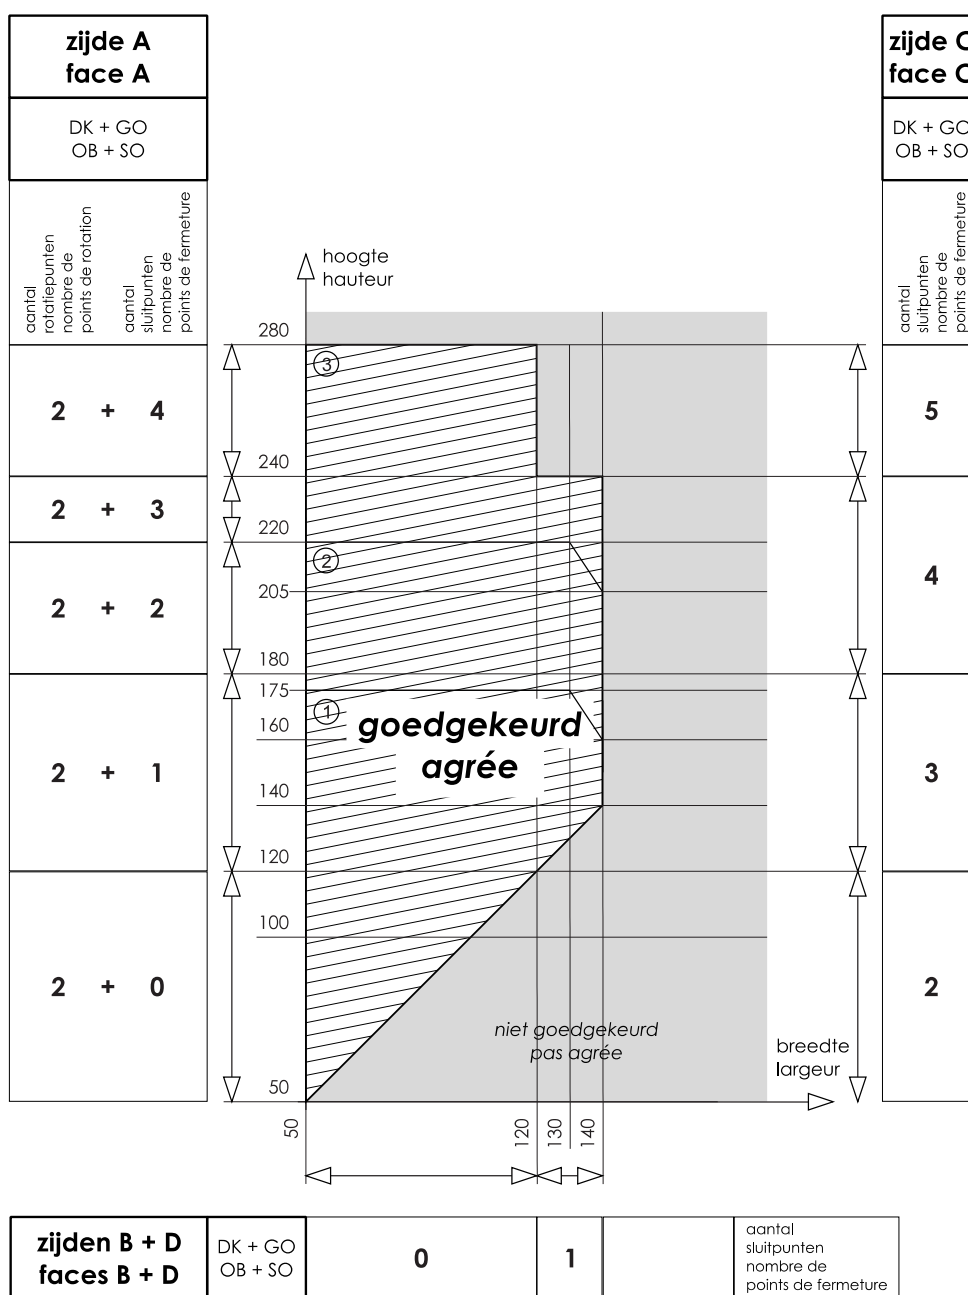 zijde A
face A
DK + GO
OB + SO
aantal
rotatiepunten
nombre de
points de rotation
aantal
sluitpunten
nombre de
points de fermeture
2 + 4
2 + 3
2 + 2
2 + 1
2 + 0
hoogte
hauteur
280
240
220
205
180
175
160
140
120
100
50
3
2
1
goedgekeurd
agrée
niet goedgekeurd
pas agrée
breedte
largeur
50
120
130
140
zijde C
face C
DK + GO
OB + SO
aantal
sluitpunten
nombre de
points de fermeture
5
4
3
2
zijden B + D
faces B + D
DK + GO
OB + SO
0
1
aantal
sluitpunten
nombre de
points de fermeture